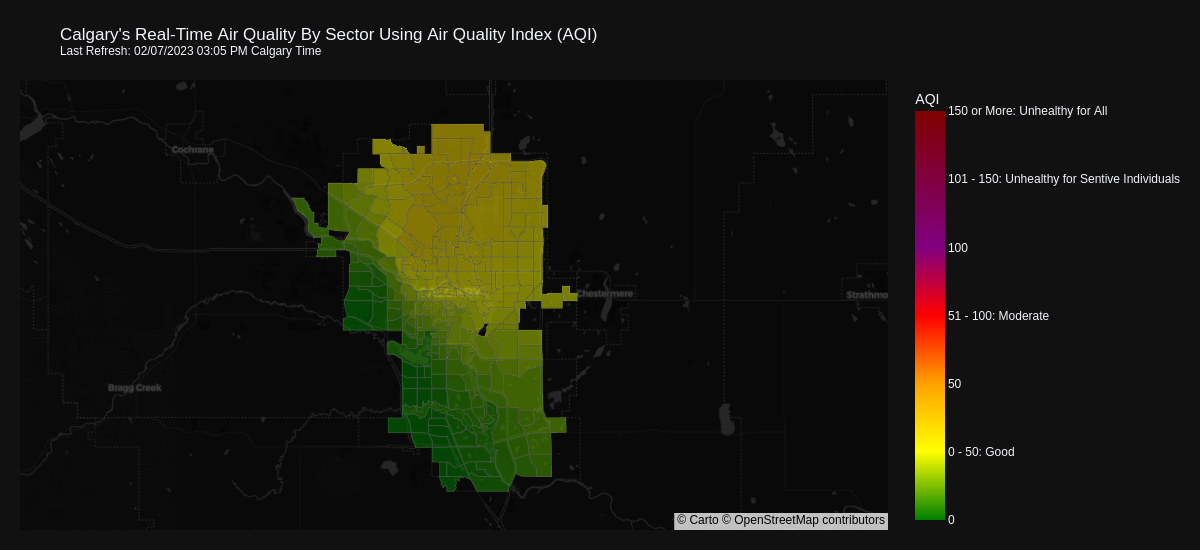 Calgary's Real-Time Air Quality By Sector Using Air Quality Index (AQI)
Last Refresh: 02/07/2023 03:05 PM Calgary Time
AQI
150 or More: Unhealthy for All
101 - 150: Unhealthy for Sentive Individuals
100
51 - 100: Moderate
50
0 - 50: Good
0
Cochrane
Chestermere
Strathmo
Bragg Creek
© Carto © OpenStreetMap contributors